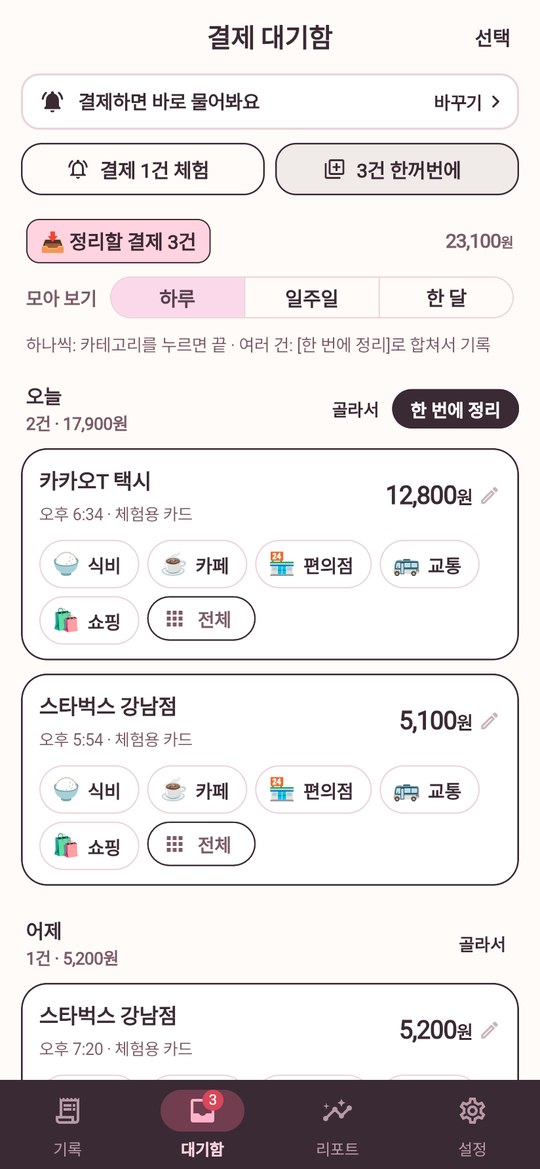 결제 대기함
선택
결제하면 바로 물어봐요
바꾸기
결제 1건 체험
3건 한꺼번에
정리할 결제 3건
23,100원
모아 보기
하루
일주일
한 달
하나씩: 카테고리를 누르면 끝 · 여러 건: [한 번에 정리]로 합쳐서 기록
오늘
2건 · 17,900원
골라서
한 번에 정리
카카오T 택시
12,800원
오후 6:34 · 체험용 카드
식비
카페
24
편의점
교통
쇼핑
전체
스타벅스 강남점
5,100원
오후 5:54 · 체험용 카드
식비
카페
24
편의점
교통
쇼핑
전체
어제
1건 · 5,200원
골라서
스타벅스 강남점
5,200원
오후 7:20 · 체험용 카드
3
기록
대기함
리포트
설정